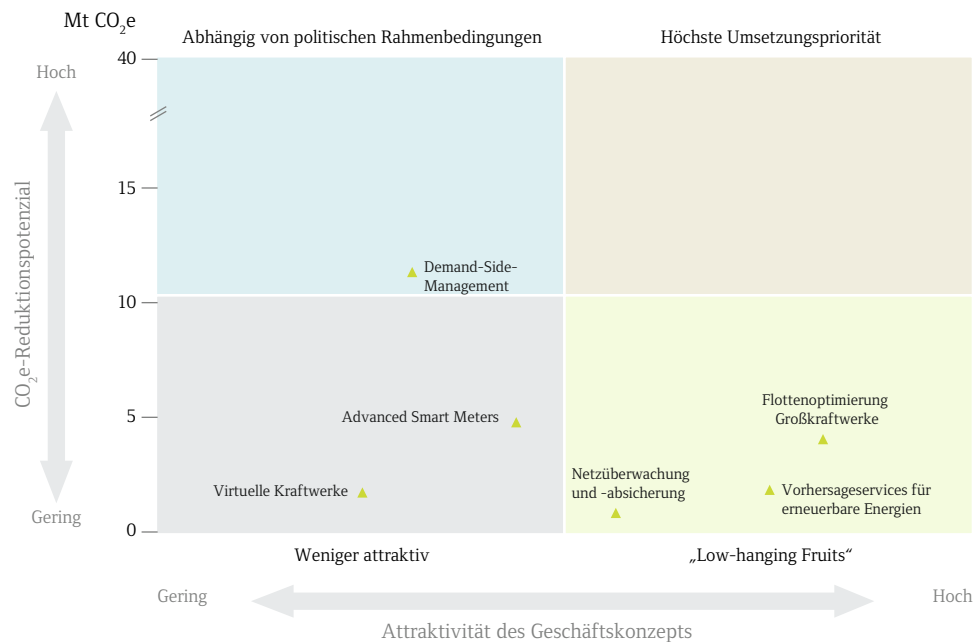 Mt CO₂e
Abhängig von politischen Rahmenbedingungen
Höchste Umsetzungspriorität
40
Hoch
15
CO₂e-Reduktionspotenzial
Demand-Side-
Management
10
Flottenoptimierung
Großkraftwerke
5
Advanced Smart Meters
Netzüberwachung
und -absicherung
Virtuelle Kraftwerke
Vorhersageservices für
erneuerbare Energien
Gering
0
Weniger attraktiv
„Low-hanging Fruits“
Gering
Hoch
Attraktivität des Geschäftskonzepts